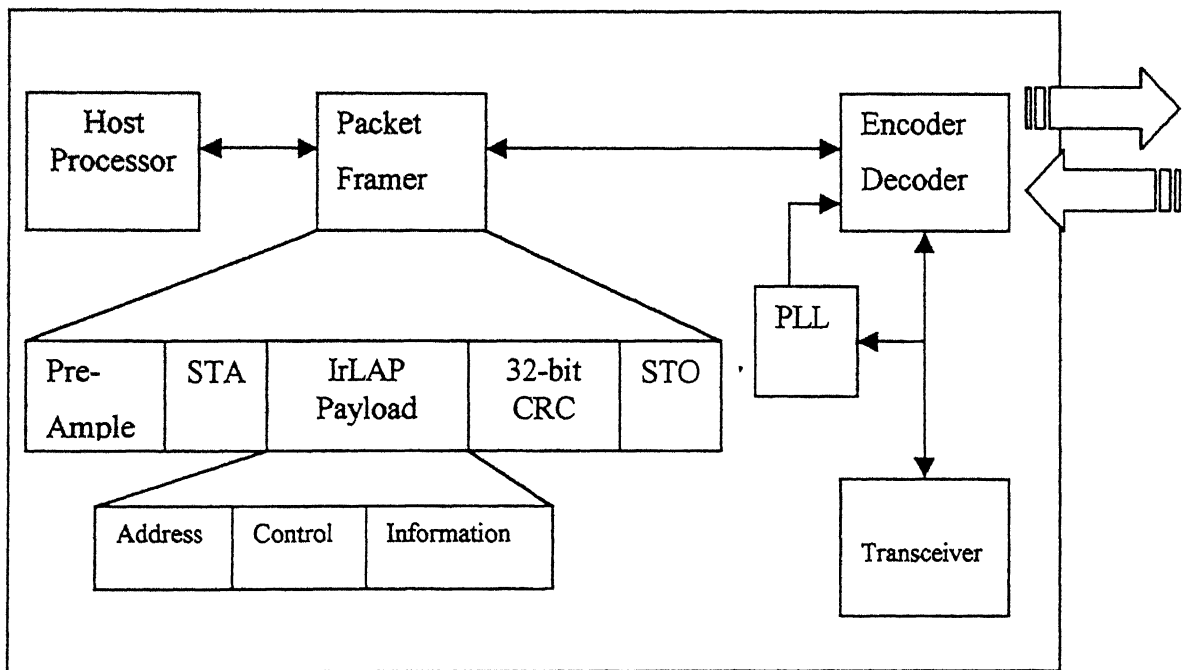 Host
Processor
Packet
Framer
Encoder
Decoder
PLL
Pre-
Ample
STA
IrLAP
Payload
32-bit
CRC
STO
Address
Control
Information
Transceiver